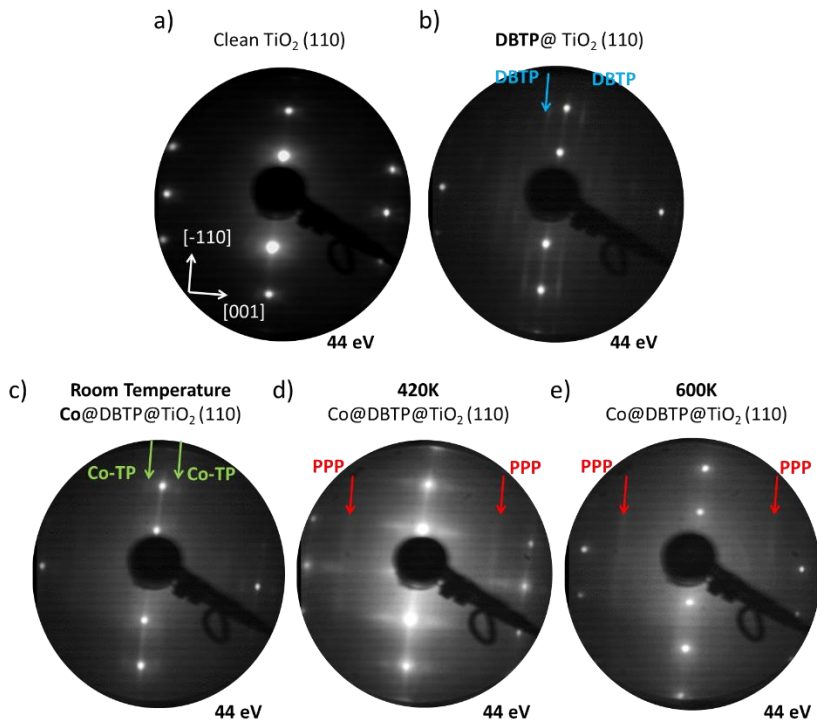 a)
Clean TiO₂ (110)
[-110]
[001]
44 eV
b)
DBTP@ TiO₂ (110)
DBTP
DBTP
44 eV
c)
Room Temperature
Co@DBTP@TiO₂ (110)
Co-TP
Co-TP
44 eV
d)
420K
Co@DBTP@TiO₂ (110)
PPP
PPP
44 eV
e)
600K
Co@DBTP@TiO₂ (110)
PPP
PPP
44 eV